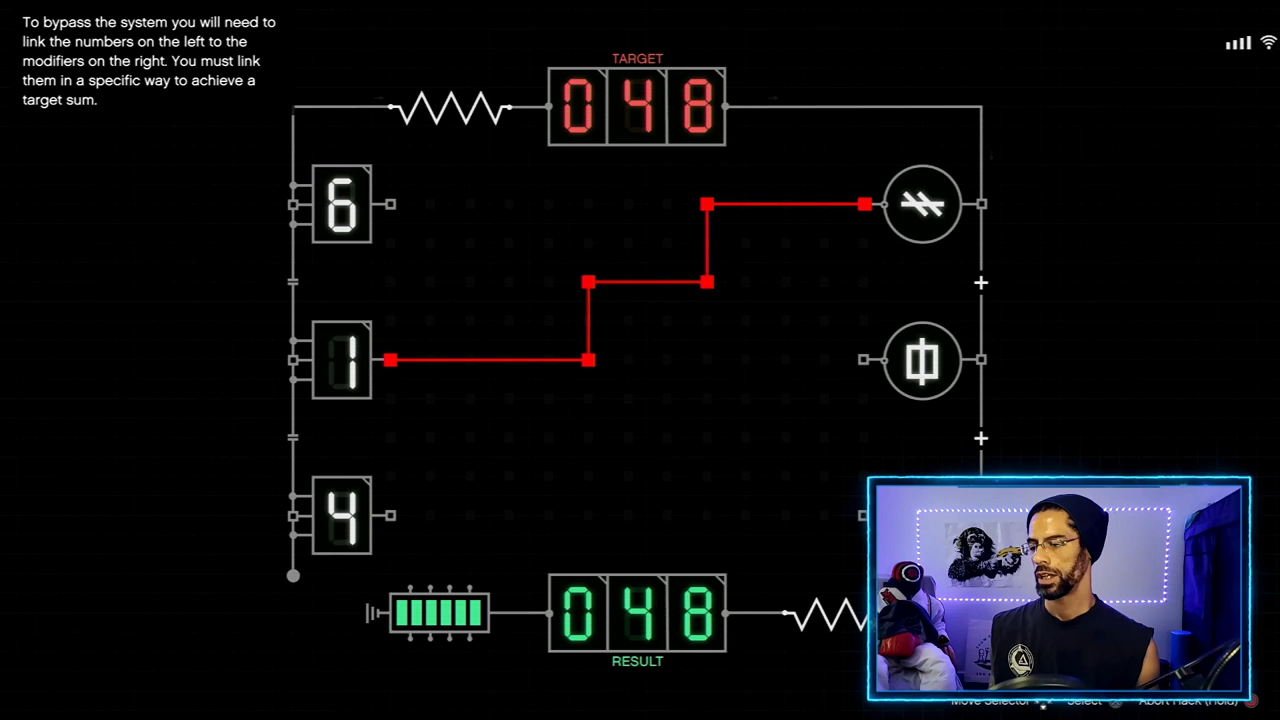 To bypass the system you will need to
link the numbers on the left to the
modifiers on the right. You must link
them in a specific way to achieve a
target sum.
TARGET
048
6
1
4
048
RESULT
Move Selector
Select
Abort Hack (Hold)